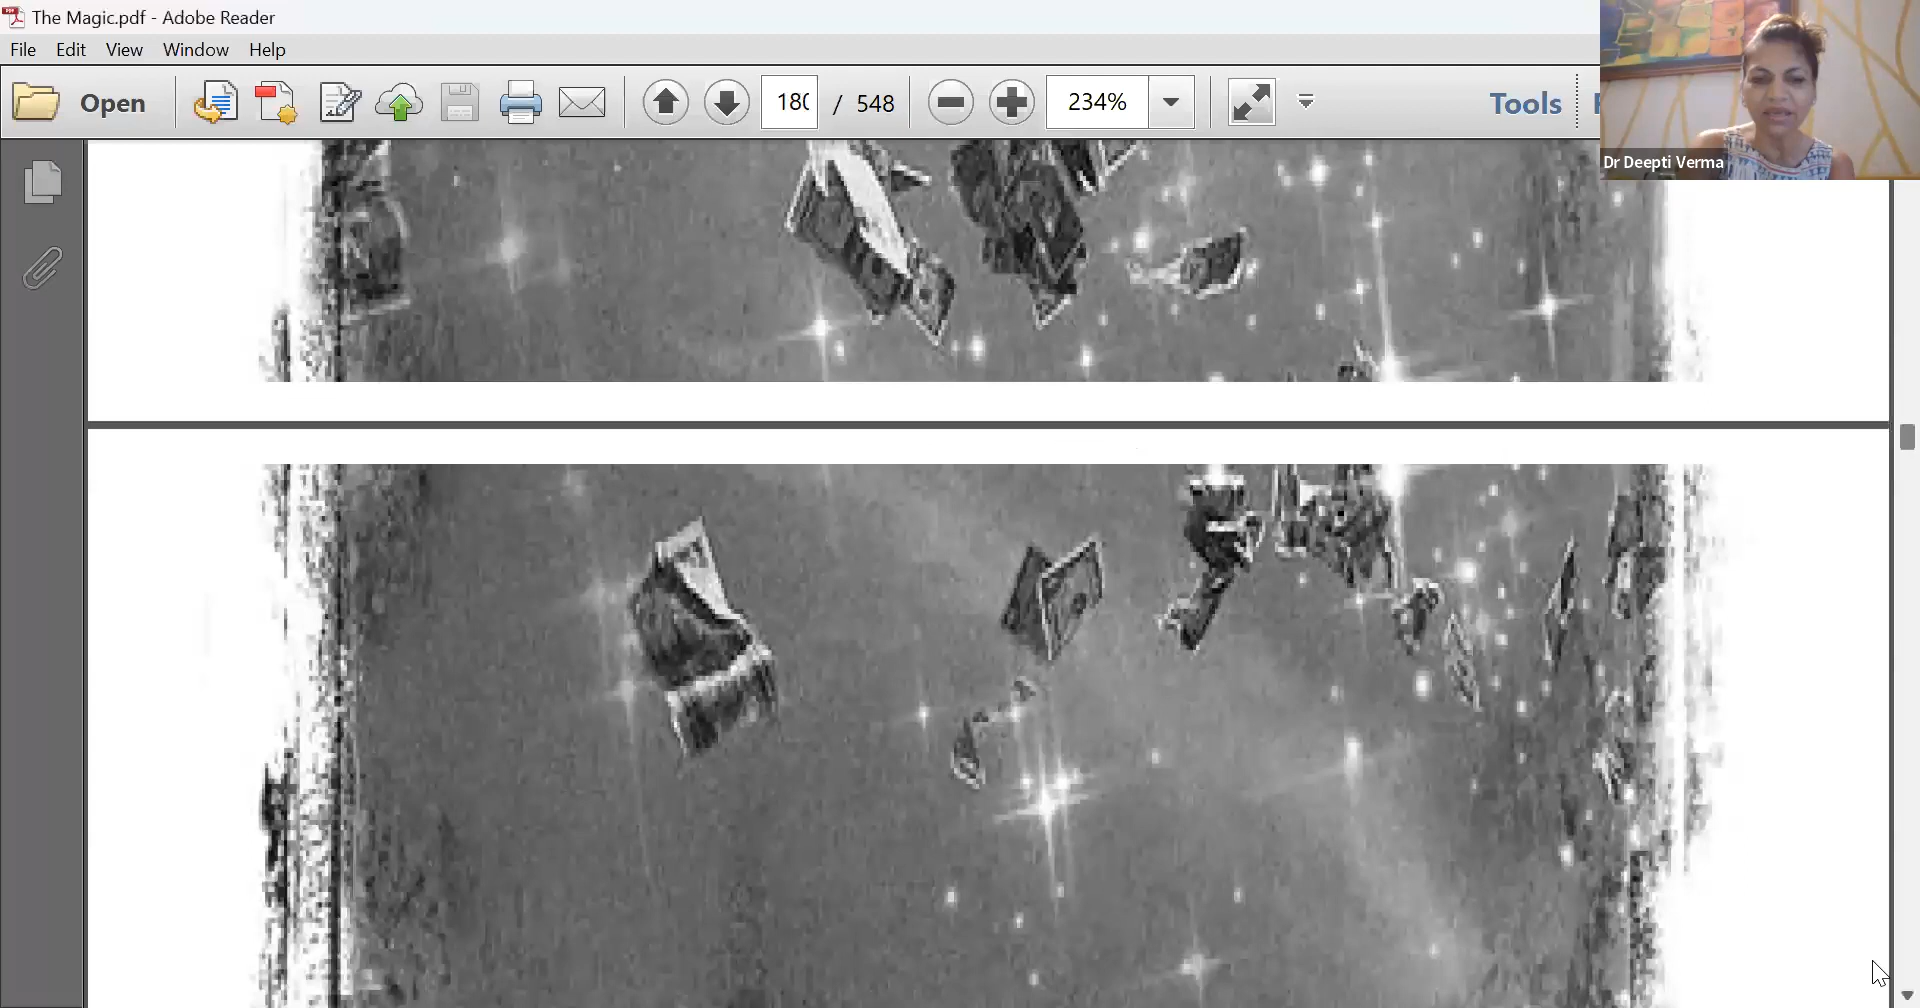 The Magic.pdf - Adobe Reader
File Edit View Window Help
Open 180 / 548 234% Tools
Dr Deepti Verma